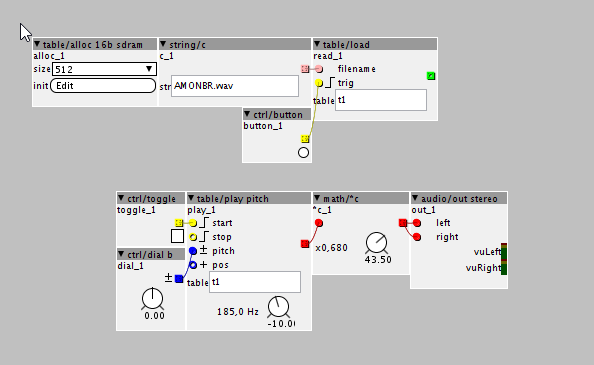 table/alloc 16b sdram
string/c
table/load
alloc_1
c_1
read_1
size 512
filename
trig
init Edit
str AMONBR.wav
table t1
ctrl/button
button_1
ctrl/toggle
table/play pitch
math/*c
audio/out stereo
toggle_1
play_1
*c_1
out_1
start
left
stop
right
ctrl/dial b
± pitch
x0,680
vuLeft
dial_1
+ pos
43.50
vuRight
±
table t1
0.00
185,0 Hz
-10.0